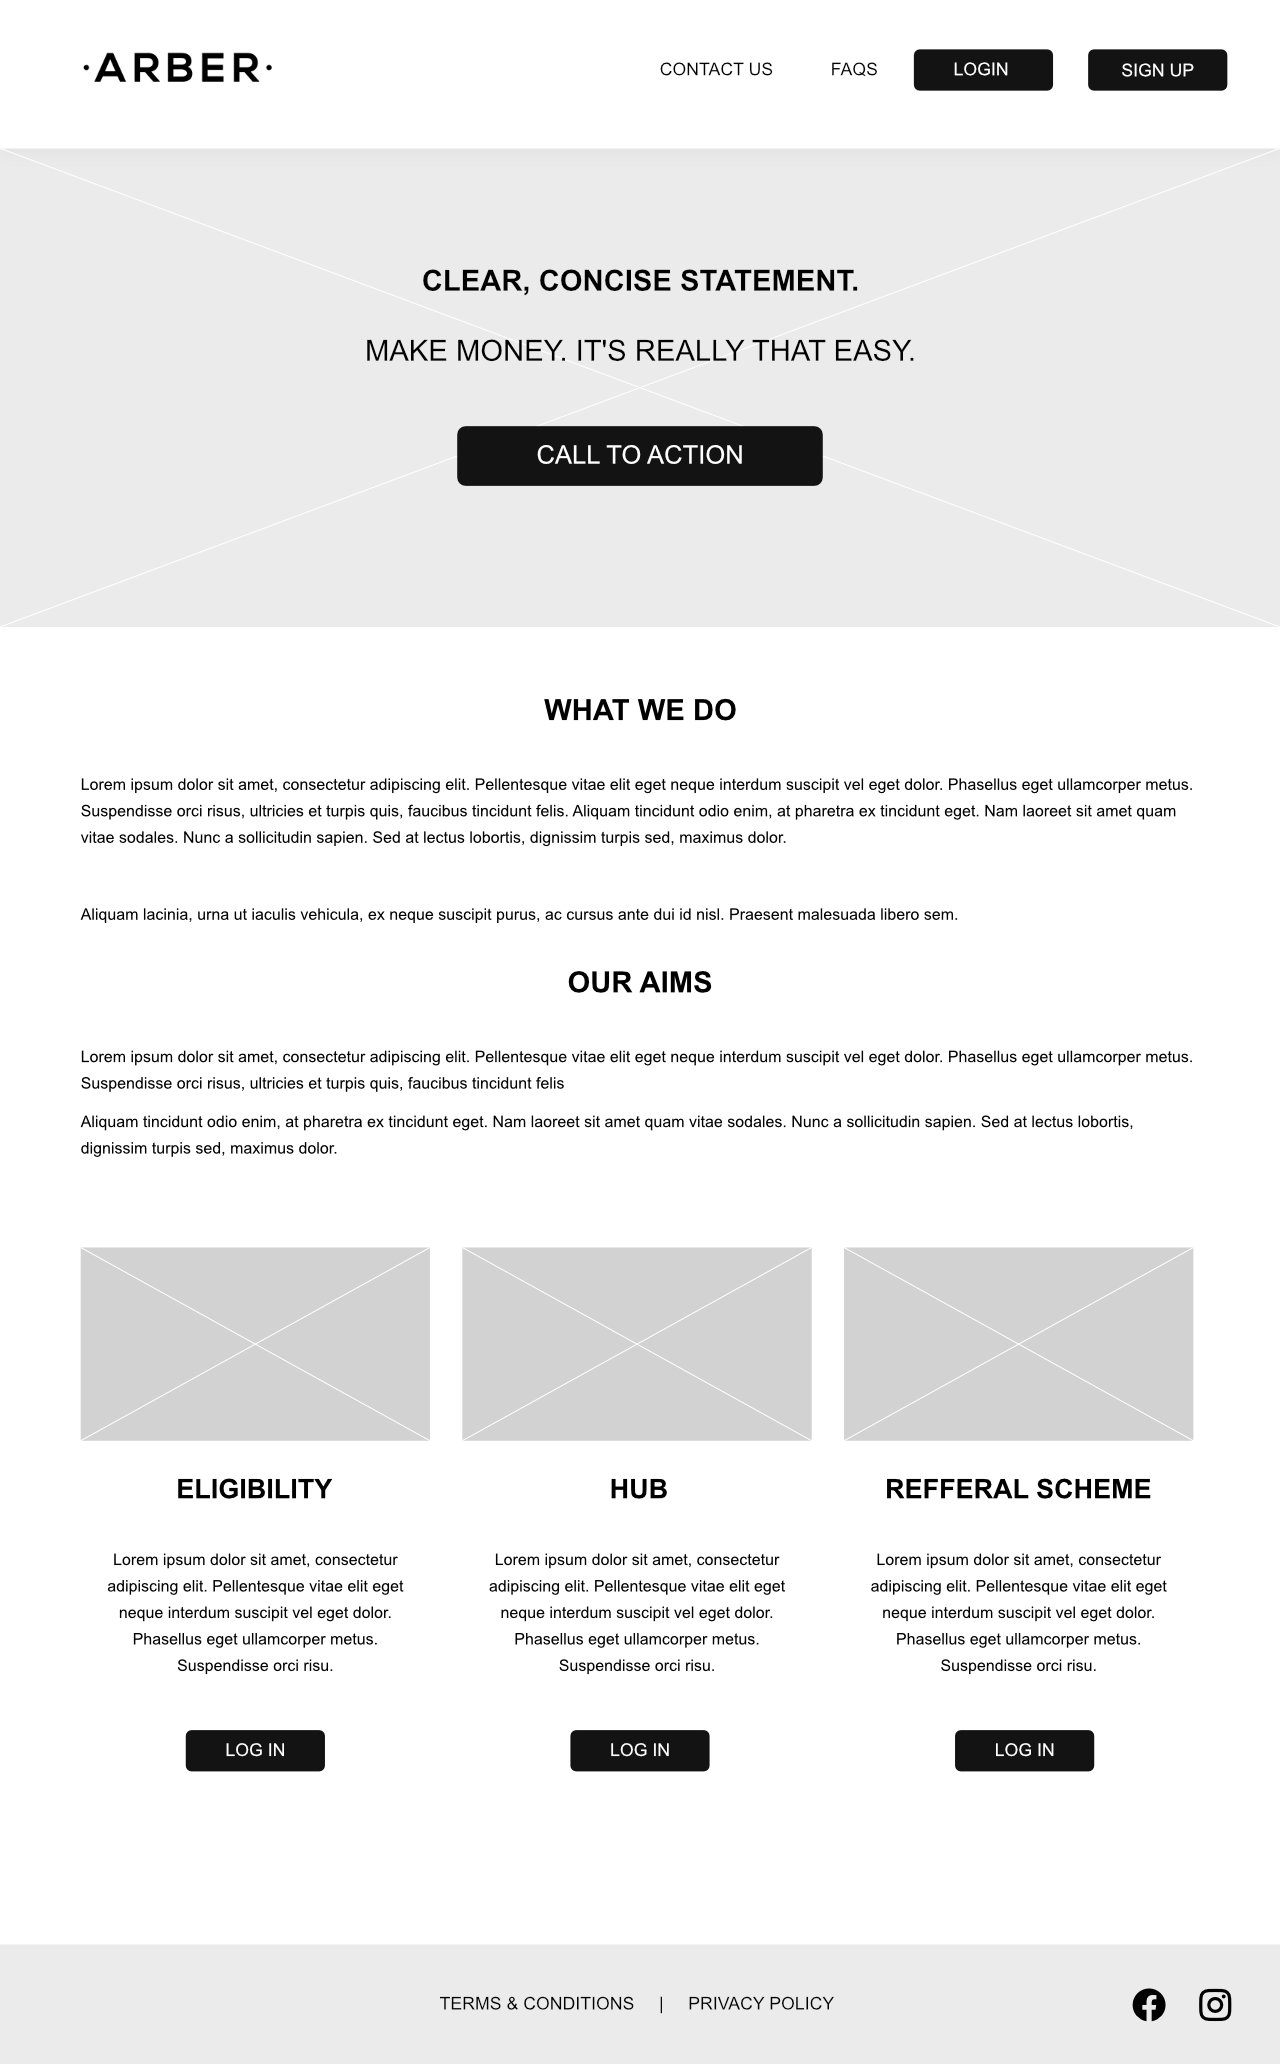 ·ARBER·
CONTACT US
FAQS
LOGIN
SIGN UP
CLEAR, CONCISE STATEMENT.
MAKE MONEY. IT'S REALLY THAT EASY.
CALL TO ACTION
WHAT WE DO
Lorem ipsum dolor sit amet, consectetur adipiscing elit. Pellentesque vitae elit eget neque interdum suscipit vel eget dolor. Phasellus eget ullamcorper metus.
Suspendisse orci risus, ultricies et turpis quis, faucibus tincidunt felis. Aliquam tincidunt odio enim, at pharetra ex tincidunt eget. Nam laoreet sit amet quam
vitae sodales. Nunc a sollicitudin sapien. Sed at lectus lobortis, dignissim turpis sed, maximus dolor.
Aliquam lacinia, urna ut iaculis vehicula, ex neque suscipit purus, ac cursus ante dui id nisl. Praesent malesuada libero sem.
OUR AIMS
Lorem ipsum dolor sit amet, consectetur adipiscing elit. Pellentesque vitae elit eget neque interdum suscipit vel eget dolor. Phasellus eget ullamcorper metus.
Suspendisse orci risus, ultricies et turpis quis, faucibus tincidunt felis
Aliquam tincidunt odio enim, at pharetra ex tincidunt eget. Nam laoreet sit amet quam vitae sodales. Nunc a sollicitudin sapien. Sed at lectus lobortis,
dignissim turpis sed, maximus dolor.
ELIGIBILITY
Lorem ipsum dolor sit amet, consectetur
adipiscing elit. Pellentesque vitae elit eget
neque interdum suscipit vel eget dolor.
Phasellus eget ullamcorper metus.
Suspendisse orci risu.
LOG IN
HUB
Lorem ipsum dolor sit amet, consectetur
adipiscing elit. Pellentesque vitae elit eget
neque interdum suscipit vel eget dolor.
Phasellus eget ullamcorper metus.
Suspendisse orci risu.
LOG IN
REFFERAL SCHEME
Lorem ipsum dolor sit amet, consectetur
adipiscing elit. Pellentesque vitae elit eget
neque interdum suscipit vel eget dolor.
Phasellus eget ullamcorper metus.
Suspendisse orci risu.
LOG IN
TERMS & CONDITIONS | PRIVACY POLICY